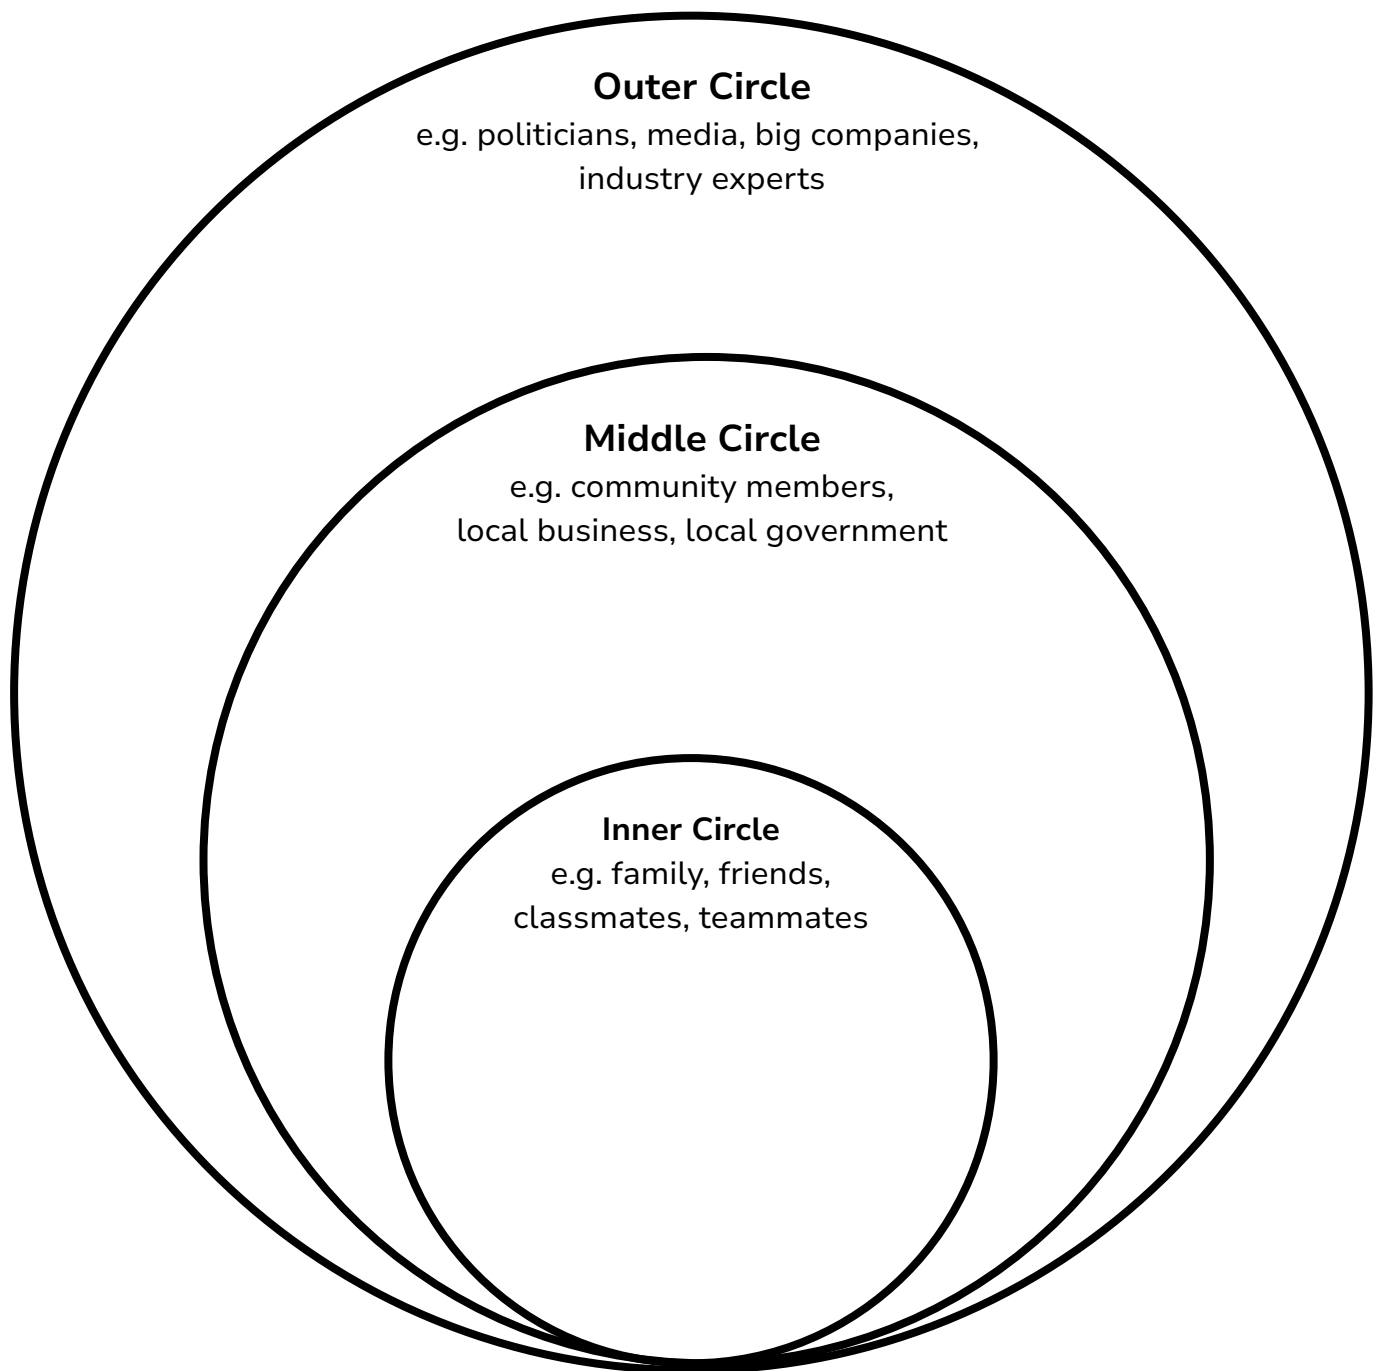 Outer Circle
e.g. politicians, media, big companies,
industry experts
Middle Circle
e.g. community members,
local business, local government
Inner Circle
e.g. family, friends,
classmates, teammates